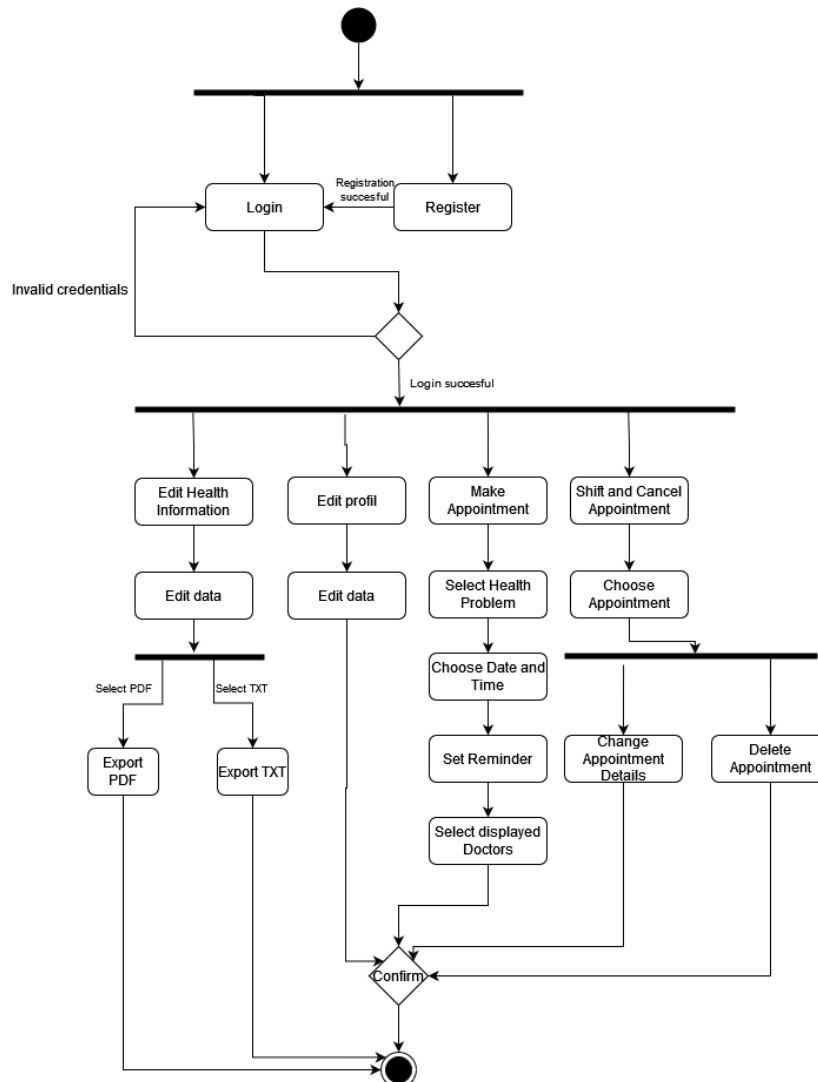 Registration
succesful
Login
Register
Invalid credentials
Login succesful
Edit Health
Information
Edit profil
Make
Appointment
Shift and Cancel
Appointment
Edit data
Edit data
Select Health
Problem
Choose
Appointment
Choose Date and
Time
Select PDF
Select TXT
Export
PDF
Export TXT
Set Reminder
Change
Appointment
Details
Delete
Appointment
Select displayed
Doctors
Confirm